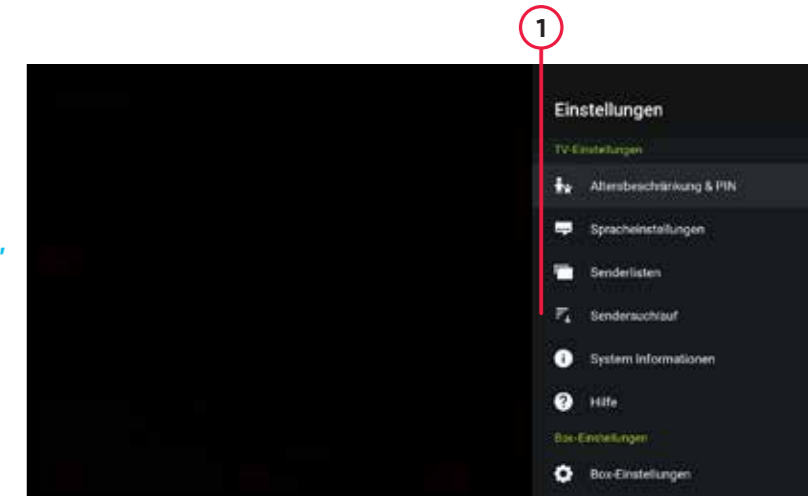 1
Einstellungen
TV-Einstellungen
Altersbeschränkung & PIN
Spracheinstellungen
Senderlisten
Sendersuchlauf
System Informationen
Hilfe
Box-Einstellungen
Box-Einstellungen